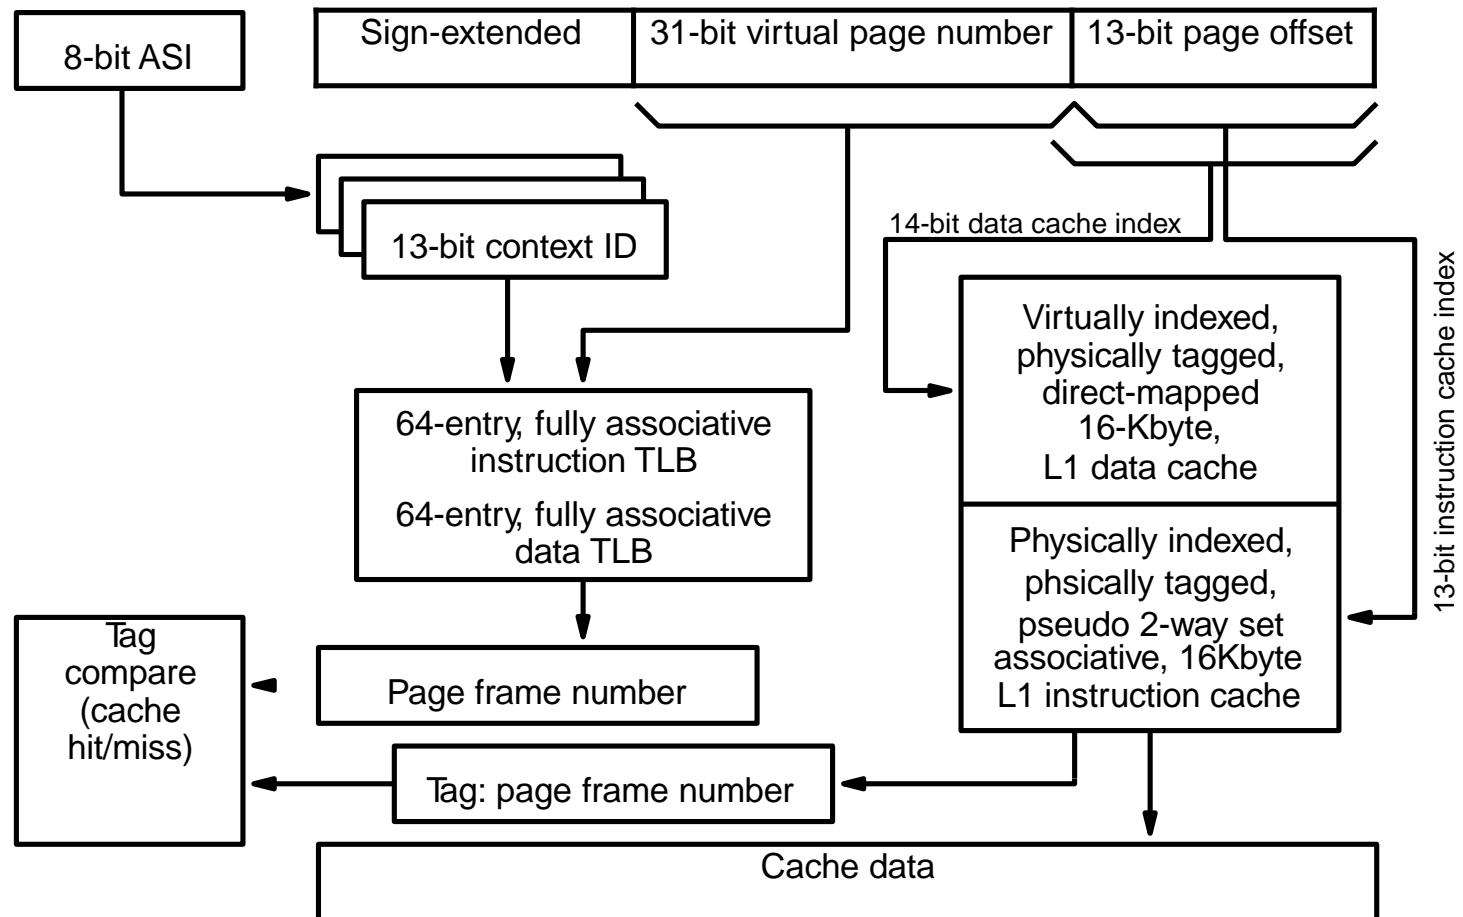 8-bit ASI
Sign-extended
31-bit virtual page number
13-bit page offset
14-bit data cache index
13-bit context ID
13-bit instruction cache index
Virtually indexed,
physically tagged,
direct-mapped
16-Kbyte,
L1 data cache
64-entry, fully associative
instruction TLB
64-entry, fully associative
data TLB
Physically indexed,
phsically tagged,
pseudo 2-way set
associative, 16Kbyte
L1 instruction cache
Tag
compare
(cache
hit/miss)
Page frame number
Tag: page frame number
Cache data